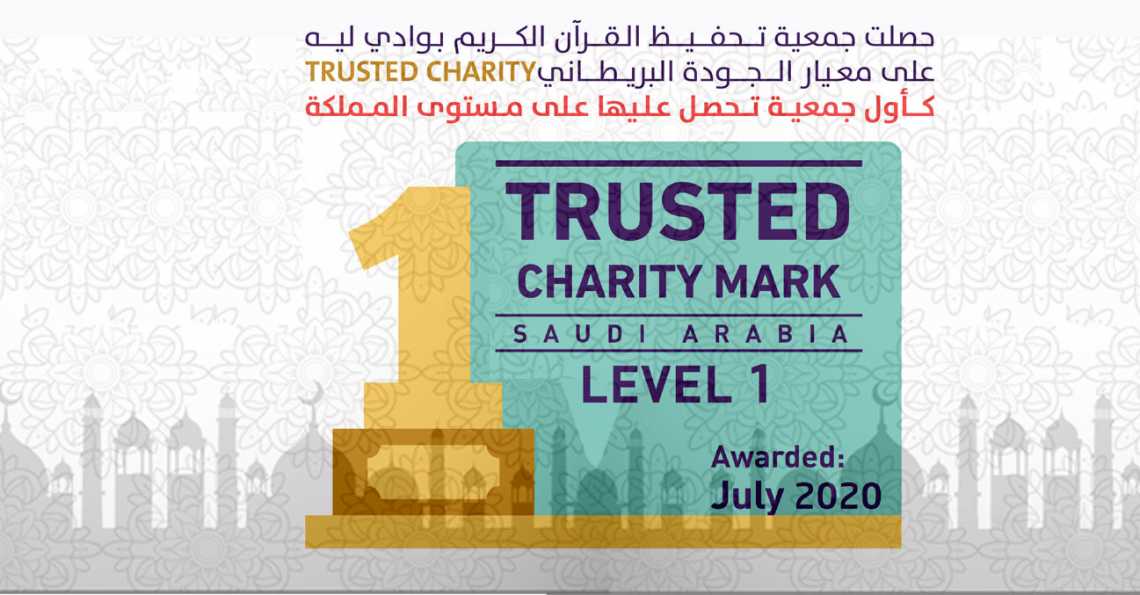 حصلت جمعية تحفيظ القرآن الكريم بوادي ليه
على معيار الجودة البريطاني TRUSTED CHARITY
كأول جمعية تحصل عليها على مستوى المملكة
1
TRUSTED
CHARITY MARK
SAUDI ARABIA
LEVEL 1
Awarded:
July 2020